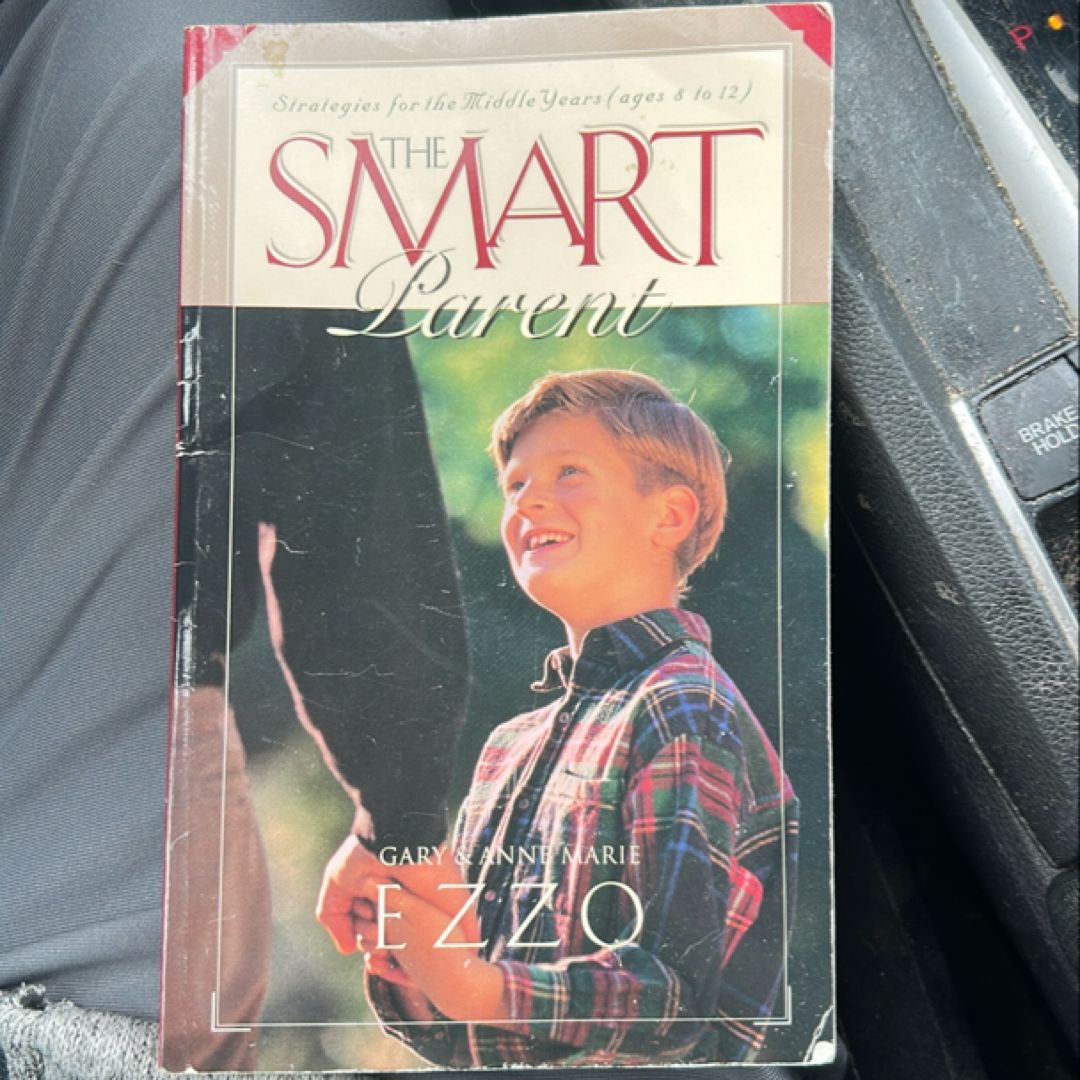 P
Strategies for the Middle Years (ages 8 to 12)
THE
SMART
Parent
BRAKE
HOLD
GARY & ANNE MARIE
EZZO